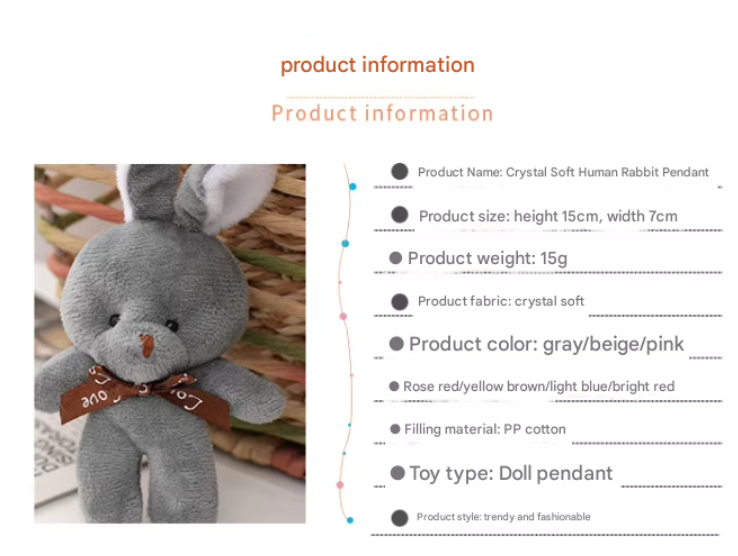 product information
Product information
Product Name: Crystal Soft Human Rabbit Pendant
Product size: height 15cm, width 7cm
Product weight: 15g
Product fabric: crystal soft
Product color: gray/beige/pink
Rose red/yellow brown/light blue/bright red
Filling material: PP cotton
Toy type: Doll pendant
Product style: trendy and fashionable
Love